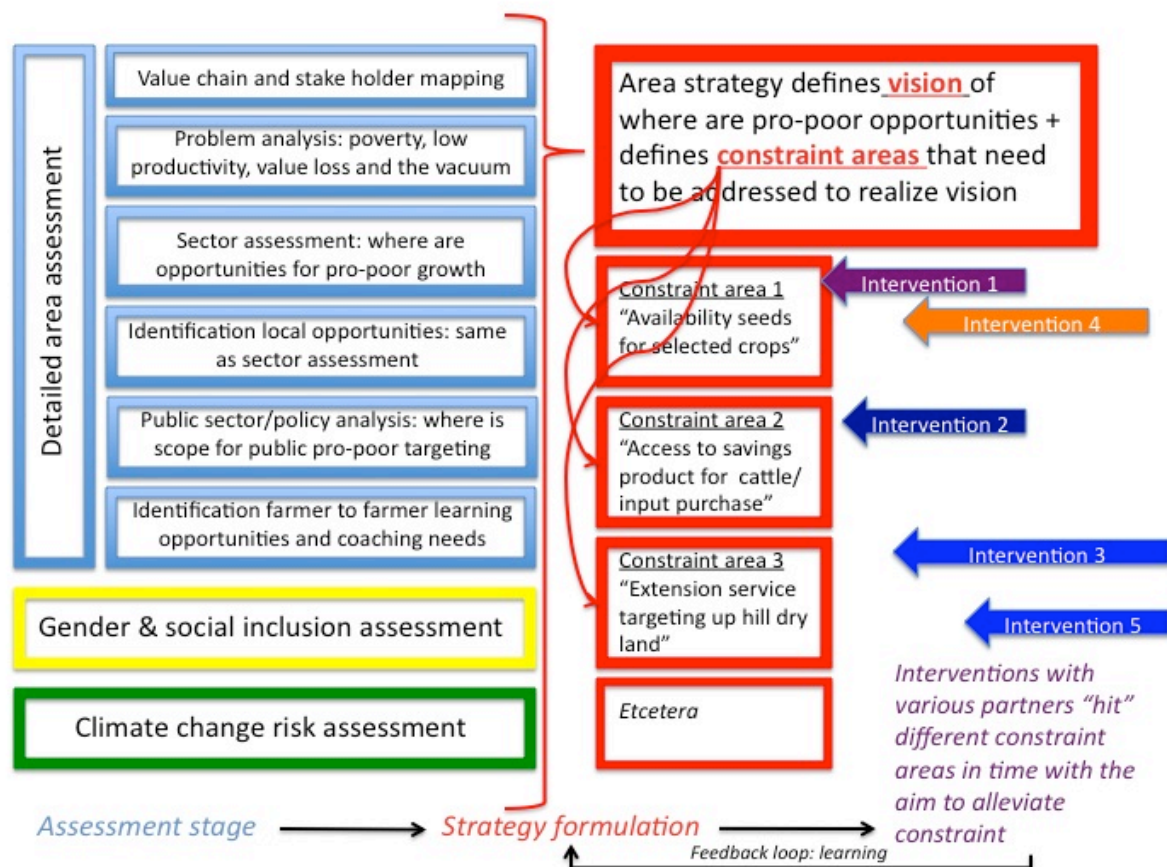 Detailed area assessment
Value chain and stake holder mapping
Problem analysis: poverty, low
productivity, value loss and the vacuum
Sector assessment: where are
opportunities for pro-poor growth
Identification local opportunities: same
as sector assessment
Public sector/policy analysis: where is
scope for public pro-poor targeting
Identification farmer to farmer learning
opportunities and coaching needs
Gender & social inclusion assessment
Climate change risk assessment
Area strategy defines vision of
where are pro-poor opportunities +
defines constraint areas that need
to be addressed to realize vision
Constraint area 1
“Availability seeds
for selected crops”
Constraint area 2
“Access to savings
product for cattle/
input purchase”
Constraint area 3
“Extension service
targeting up hill dry
land”
Etcetera
Intervention 1
Intervention 4
Intervention 2
Intervention 3
Intervention 5
Interventions with
various partners “hit”
different constraint
areas in time with the
aim to alleviate
constraint
Assessment stage
Strategy formulation
Feedback loop: learning